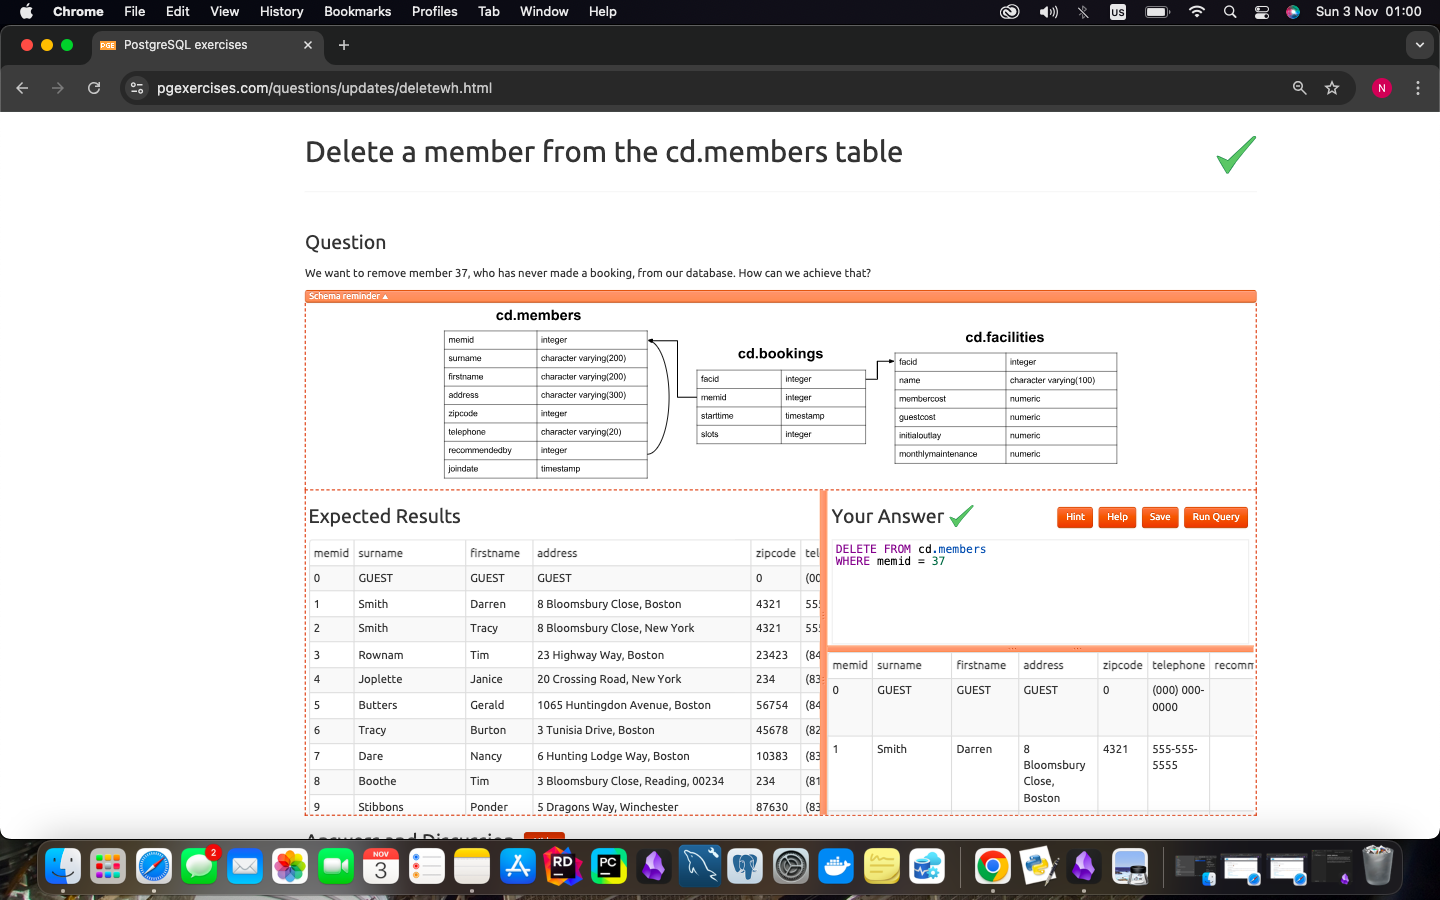 Chrome File Edit View History Bookmarks Profiles Tab Window Help US Sun 3 Nov 01:00
PGE PostgreSQL exercises
pgexercises.com/questions/updates/deletewh.html N
Delete a member from the cd.members table
Question
We want to remove member 37, who has never made a booking, from our database. How can we achieve that?
Schema reminder
cd.members
memid integer
surname character varying(200)
firstname character varying(200)
address character varying(300)
zipcode integer
telephone character varying(20)
recommendedby integer
joindate timestamp
cd.bookings
facid integer
memid integer
starttime timestamp
slots integer
cd.facilities
facid integer
name character varying(100)
membercost numeric
guestcost numeric
initialoutlay numeric
monthlymaintenance numeric
Expected Results
memid surname firstname address zipcode tel
0 GUEST GUEST GUEST 0 (00
1 Smith Darren 8 Bloomsbury Close, Boston 4321 55
2 Smith Tracy 8 Bloomsbury Close, New York 4321 55
3 Rownam Tim 23 Highway Way, Boston 23423 (84
4 Joplette Janice 20 Crossing Road, New York 234 (83
5 Butters Gerald 1065 Huntingdon Avenue, Boston 56754 (84
6 Tracy Burton 3 Tunisia Drive, Boston 45678 (82
7 Dare Nancy 6 Hunting Lodge Way, Boston 10383 (83
8 Boothe Tim 3 Bloomsbury Close, Reading, 00234 234 (81
9 Stibbons Ponder 5 Dragons Way, Winchester 87630 (83
Your Answer
Hint Help Save Run Query
DELETE FROM cd.members
WHERE memid = 37
memid surname firstname address zipcode telephone recomm
0 GUEST GUEST GUEST 0 (000) 000-
0000
1 Smith Darren 8 4321 555-555-
Bloomsbury 5555
Close,
Boston
Answers and Discussion
2 NOV
3 RD PC